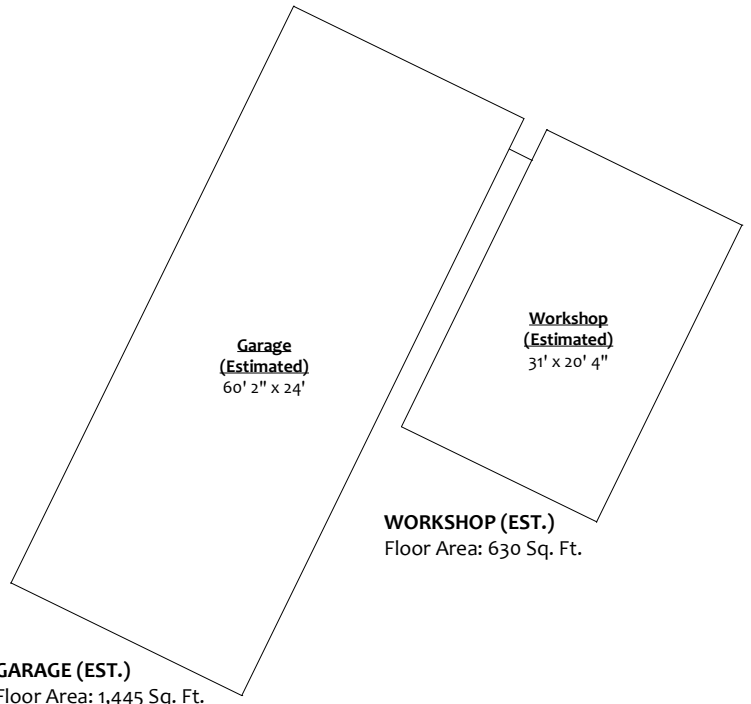 Garage
(Estimated)
60' 2" x 24'
Workshop
(Estimated)
31' x 20' 4"
WORKSHOP (EST.)
Floor Area: 630 Sq. Ft.
GARAGE (EST.)
Floor Area: 1,445 Sq. Ft.